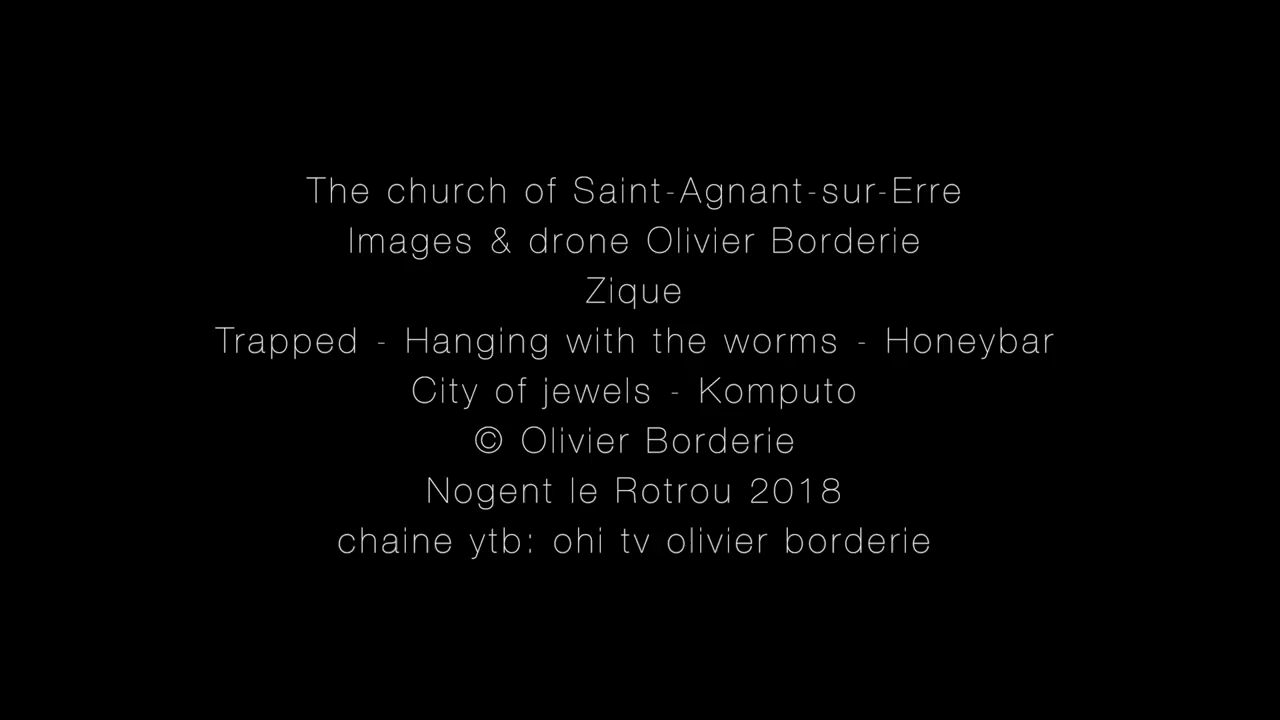 The church of Saint-Agnant-sur-Erre
Images & drone Olivier Borderie
Zique
Trapped - Hanging with the worms - Honeybar
City of jewels - Komputo
© Olivier Borderie
Nogent le Rotrou 2018
chaine ytb: ohi tv olivier borderie